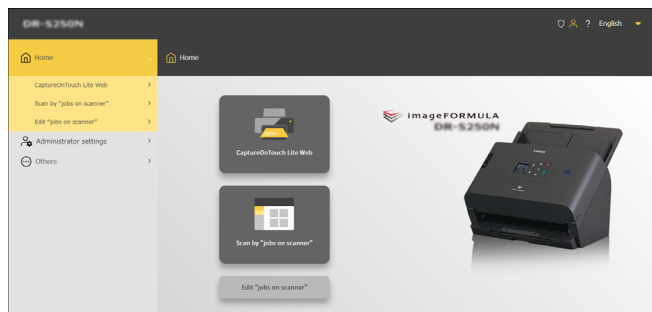 DR-S250N
? English
Home
Home
CaptureOnTouch Lite Web
Scan by "jobs on scanner"
Edit "jobs on scanner"
Administrator settings
Others
CaptureOnTouch Lite Web
Scan by "jobs on scanner"
Edit "jobs on scanner"
imageFORMULA
DR-S250N
Canon